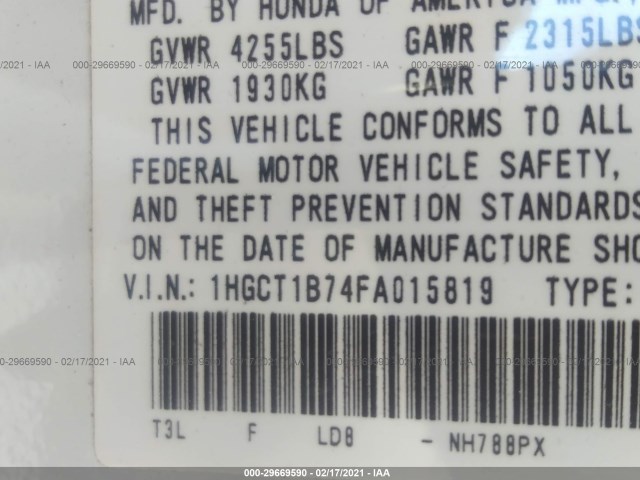 MFD. BY HONDA OF AMERICA
GVWR 4255LBS GAWR F 2315LBS
GVWR 1930KG GAWR F 1050KG
THIS VEHICLE CONFORMS TO ALL
FEDERAL MOTOR VEHICLE SAFETY,
AND THEFT PREVENTION STANDARDS
ON THE DATE OF MANUFACTURE SHO
V.I.N.: 1HGCT1B74FA015819 TYPE:
T3L F LD8 - NH788PX
000-29669590 - 02/17/2021 - IAA